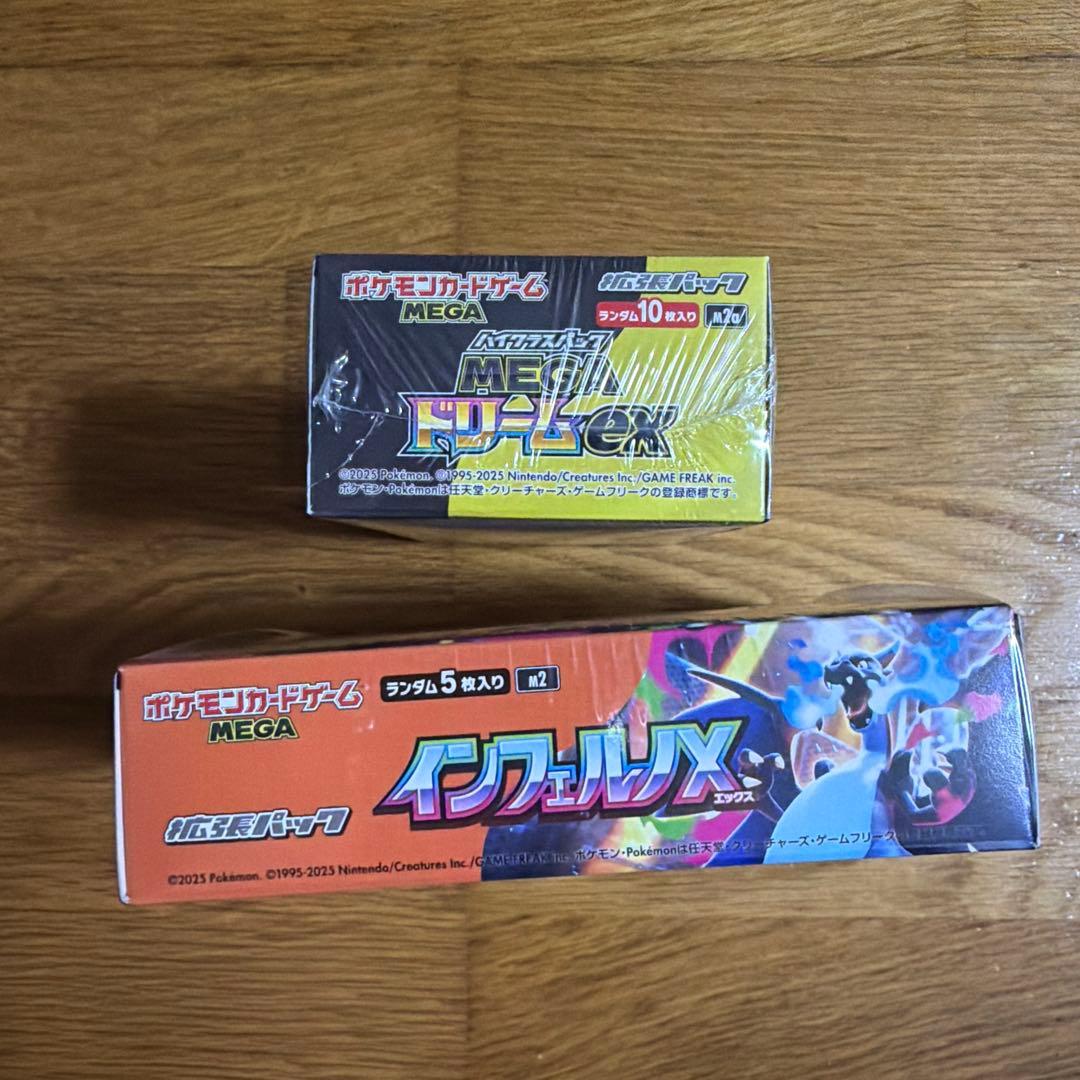 ポケモンカードゲーム
MEGA
拡張パック
ランダム10枚入り
M2a
ハイクラスパック
MEGA
ドリームex
©2025 Pokémon. ©1995-2025 Nintendo/Creatures Inc./GAME FREAK inc.
ポケモン・Pokémonは任天堂・クリーチャーズ・ゲームフリークの登録商標です。
ポケモンカードゲーム
MEGA
ランダム5枚入り
M2
インフェルノX
エックス
拡張パック
©2025 Pokémon. ©1995-2025 Nintendo/Creatures Inc./GAME FREAK inc. ポケモン・Pokémonは任天堂・クリーチャーズ・ゲームフリーク